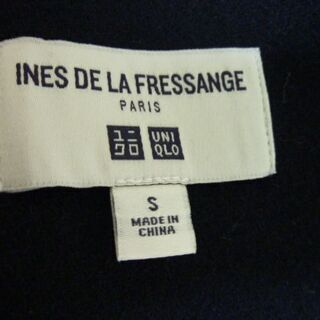 INES DE LA FRESSANGE
PARIS
ユニ UNI
クロ QLO
S
MADE IN
CHINA